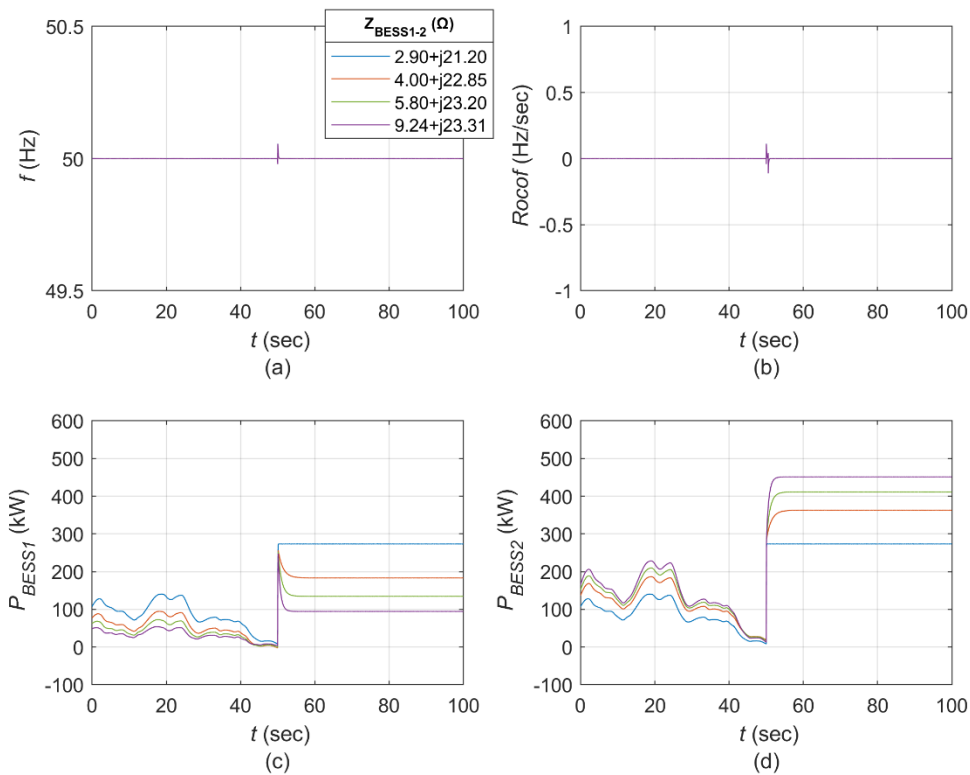 50.5
50
49.5
f (Hz)
0 20 40 60 80 100
t (sec)
(a)
Z_BESS1-2 (Ω)
2.90+j21.20
4.00+j22.85
5.80+j23.20
9.24+j23.31
1
0.5
0
-0.5
-1
Rocof (Hz/sec)
0 20 40 60 80 100
t (sec)
(b)
600
500
400
300
200
100
0
-100
P_BESS1 (kW)
0 20 40 60 80 100
t (sec)
(c)
600
500
400
300
200
100
0
-100
P_BESS2 (kW)
0 20 40 60 80 100
t (sec)
(d)